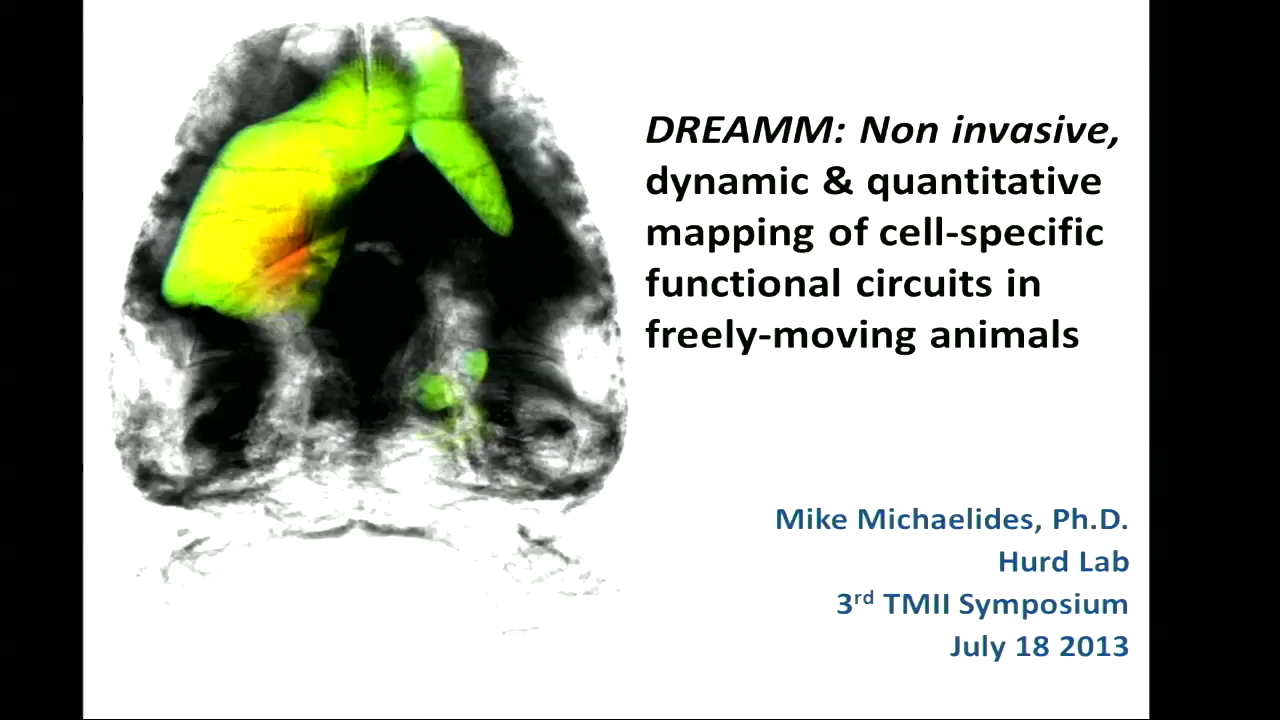 DREAMM: Non invasive,
dynamic & quantitative
mapping of cell-specific
functional circuits in
freely-moving animals
Mike Michaelides, Ph.D.
Hurd Lab
3rd TMII Symposium
July 18 2013